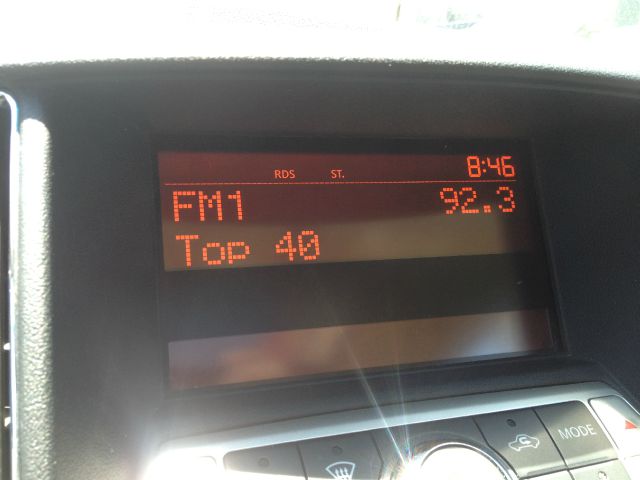 RDS ST. 8:46
FM1 92.3
Top 40
MODE